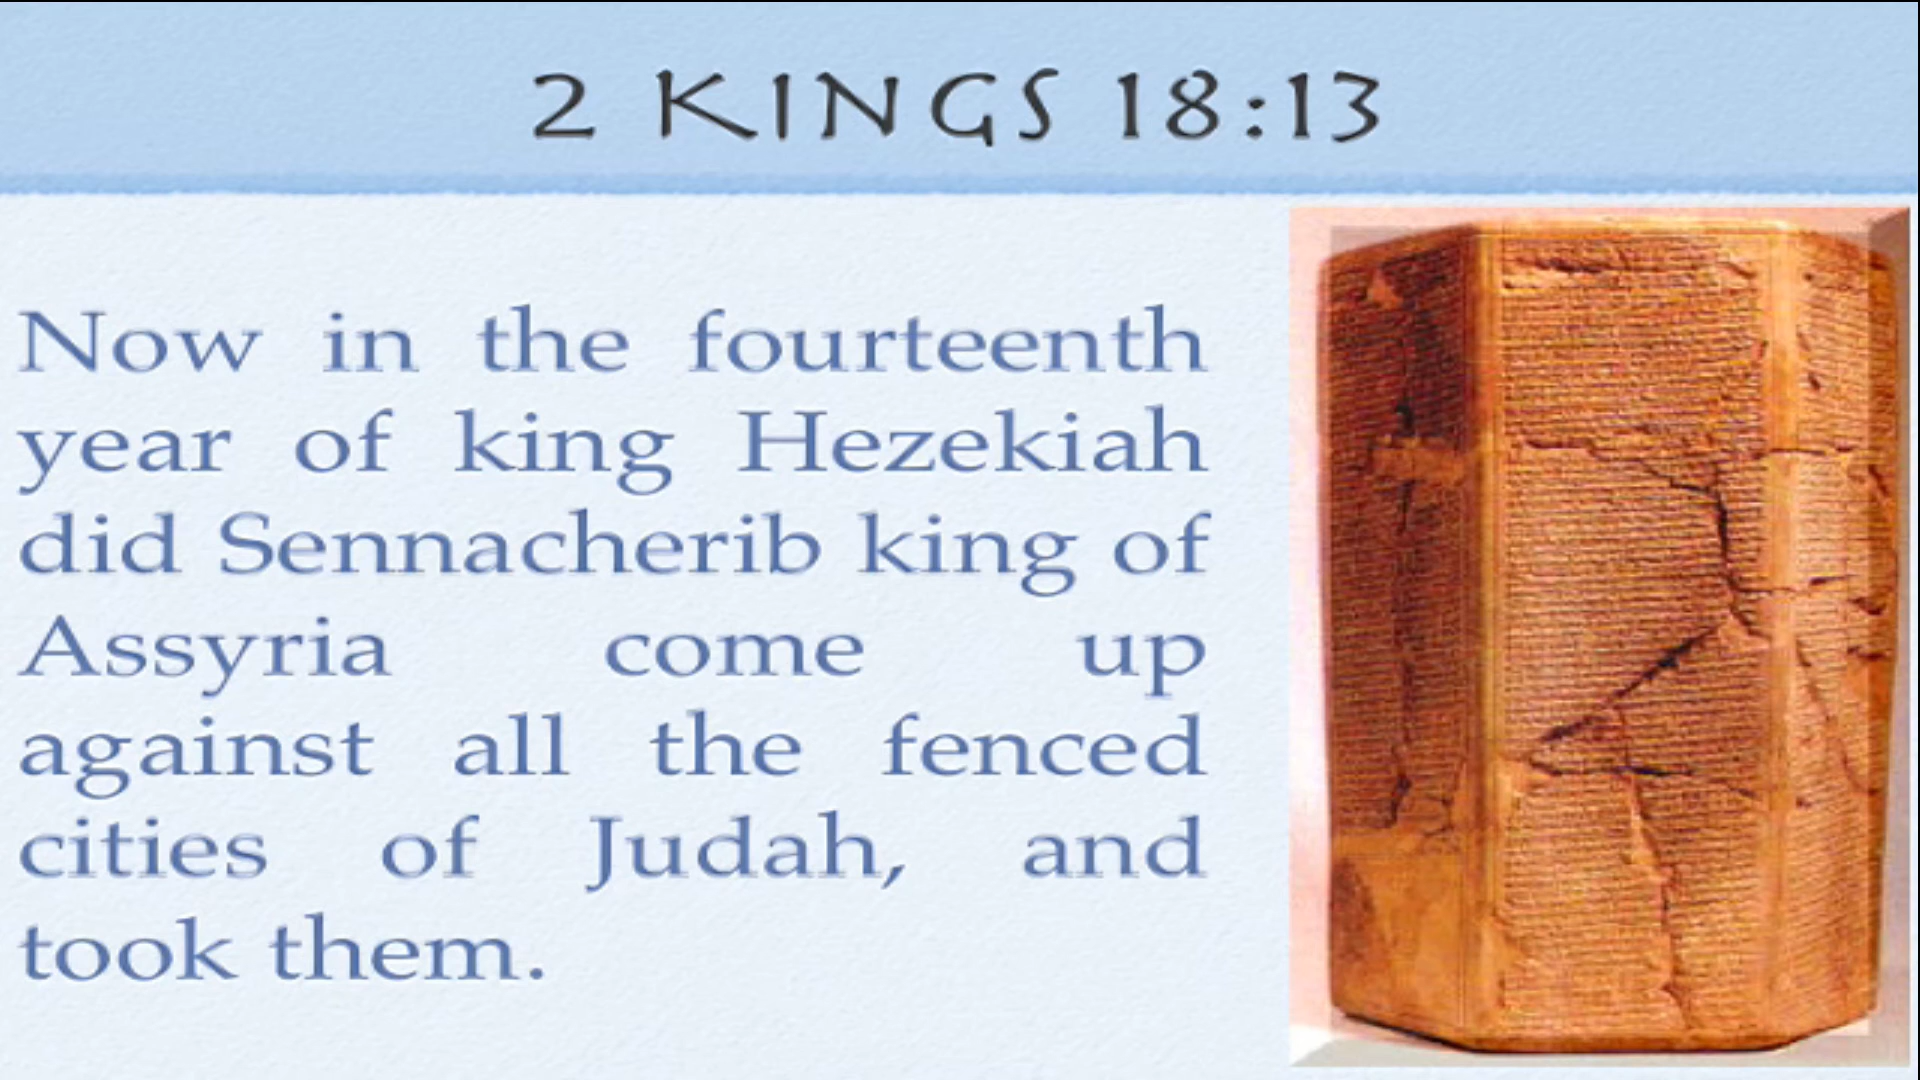 2 KINGS 18:13
Now in the fourteenth
year of king Hezekiah
did Sennacherib king of
Assyria come up
against all the fenced
cities of Judah, and
took them.